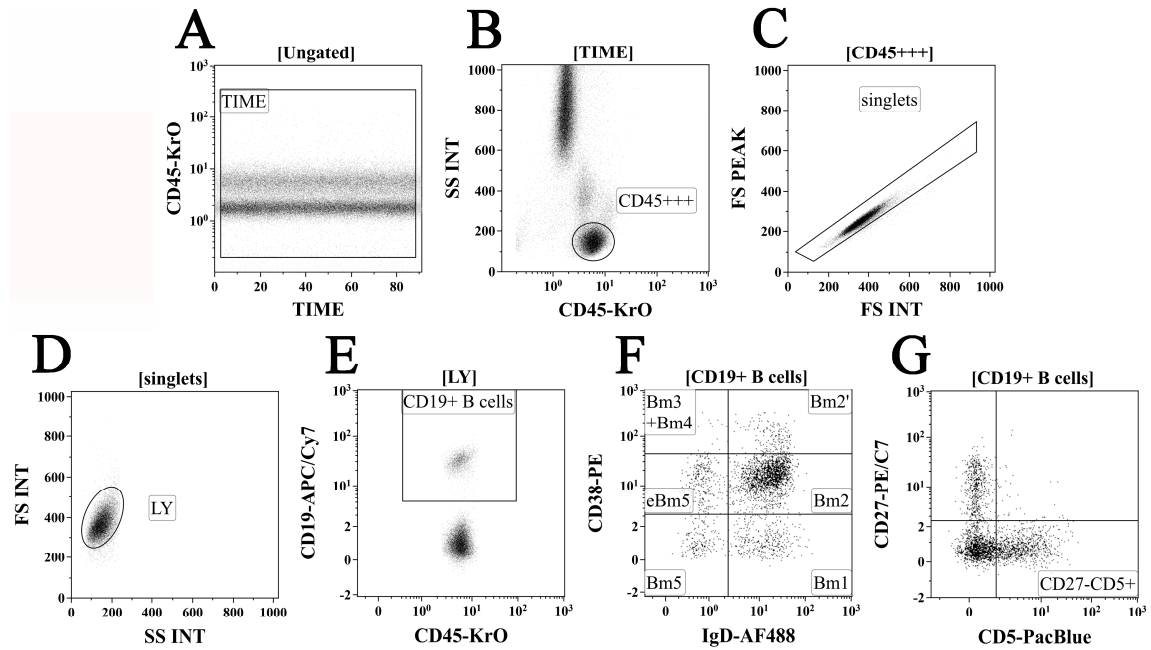 A
[Ungated]
10³
10²
10¹
10⁰
TIME
0
20
40
60
80
TIME
CD45-KrO
B
[TIME]
1000
800
600
400
200
0
CD45+++
10⁰
10¹
10²
10³
CD45-KrO
SS INT
C
[CD45+++]
1000
800
600
400
200
0
singlets
0
200
400
600
800
1000
FS INT
FS PEAK
D
[singlets]
1000
800
600
400
200
0
LY
0
200
400
600
800
1000
SS INT
FS INT
E
[LY]
10³
10²
10¹
2
0
-2
CD19+ B cells
0
10⁰
10¹
10²
10³
CD45-KrO
CD19-APC/Cy7
F
[CD19+ B cells]
10³
10²
10¹
2
0
-2
Bm3
+Bm4
Bm2'
eBm5
Bm2
Bm5
Bm1
0
10⁰
10¹
10²
10³
IgD-AF488
CD38-PE
G
[CD19+ B cells]
10³
10²
10¹
2
0
-2
CD27-CD5+
0
10¹
10²
10³
CD5-PacBlue
CD27-PE/C7